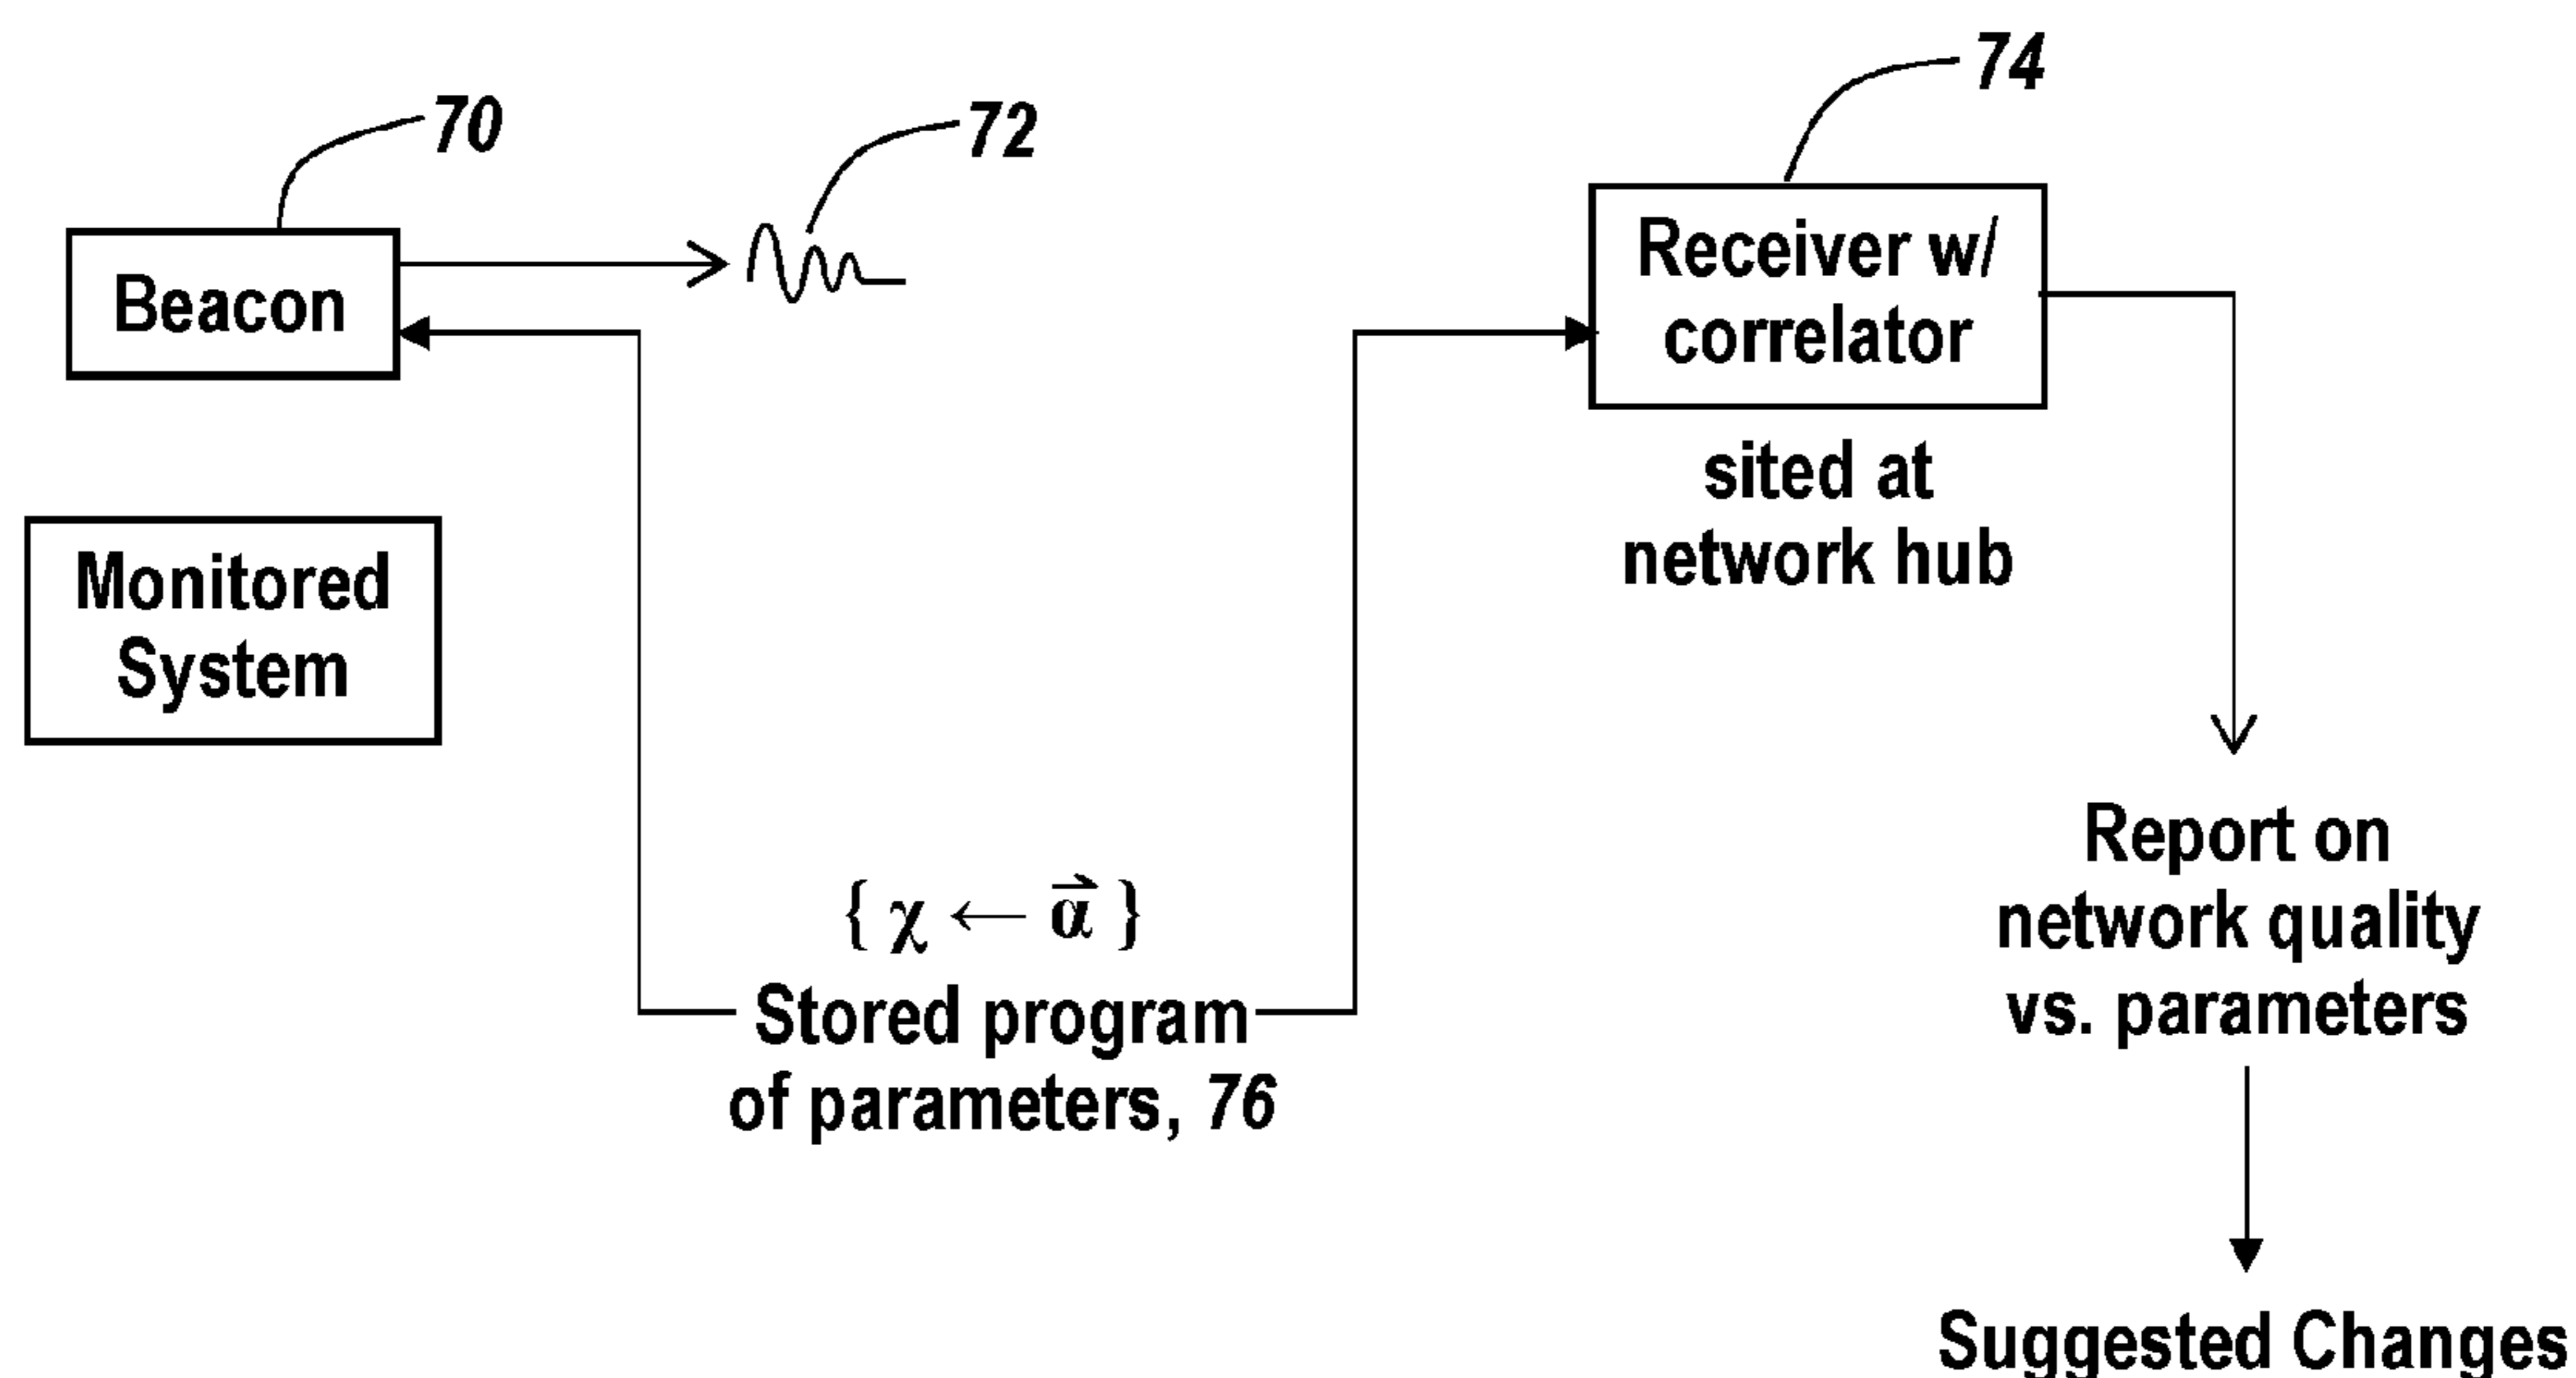 70
72
74
Beacon
Receiver w/
correlator
sited at
network hub
Monitored
System
{ χ ← α⃗ }
Stored program
of parameters, 76
Report on
network quality
vs. parameters
Suggested Changes